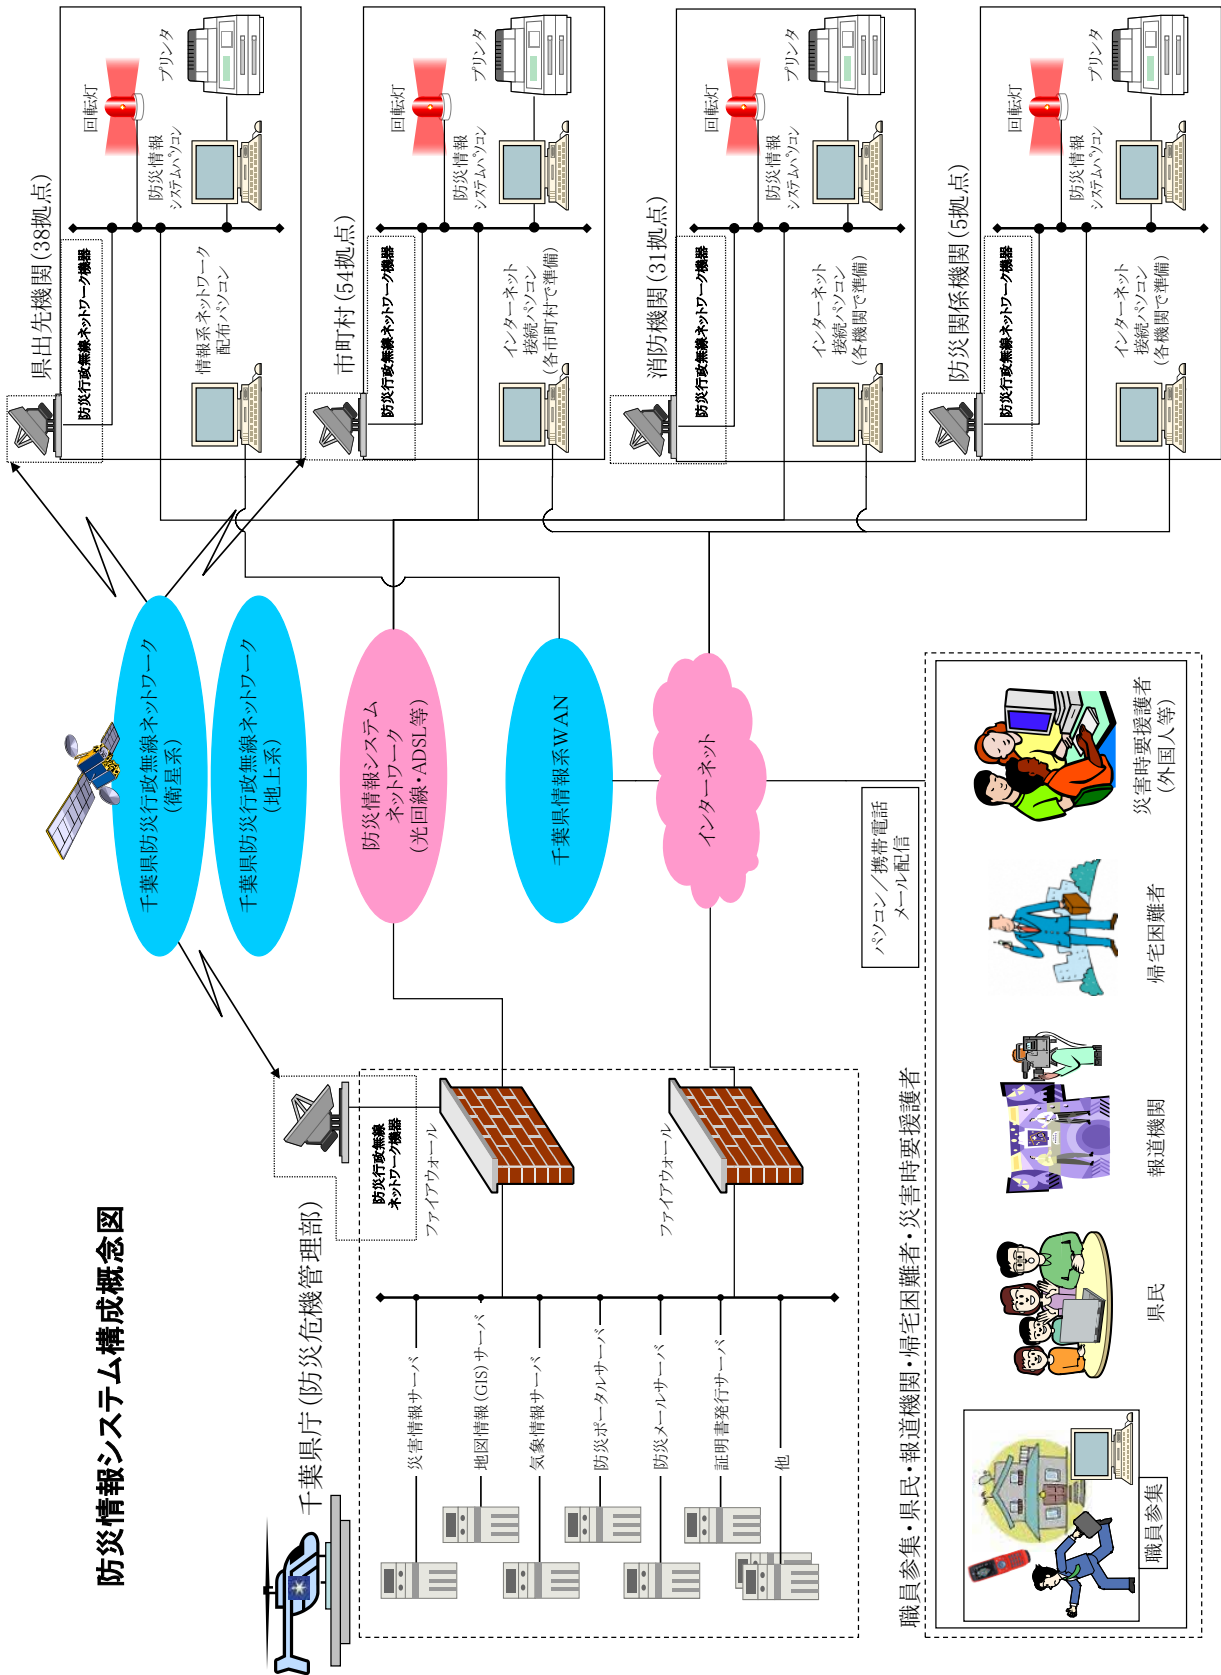 防災情報システム構成概念図
千葉県庁(防災危機管理部)
防災行政無線
ネットワーク機器
ファイアウォール
ファイアウォール
災害情報サーバ
地図情報(GIS)サーバ
気象情報サーバ
防災ポータルサーバ
防災メールサーバ
証明書発行サーバ
他
千葉県防災行政無線ネットワーク
(衛星系)
千葉県防災行政無線ネットワーク
(地上系)
防災情報システム
ネットワーク
(光回線・ADSL等)
千葉県情報系WAN
インターネット
県出先機関(38拠点)
防災行政無線ネットワーク機器
回転灯
プリンタ
防災情報
システムパソコン
情報系ネットワーク
配布パソコン
市町村(54拠点)
防災行政無線ネットワーク機器
回転灯
プリンタ
防災情報
システムパソコン
インターネット
接続パソコン
(各市町村で準備)
消防機関(31拠点)
防災行政無線ネットワーク機器
回転灯
プリンタ
防災情報
システムパソコン
インターネット
接続パソコン
(各機関で準備)
防災関係機関(5拠点)
防災行政無線ネットワーク機器
回転灯
プリンタ
防災情報
システムパソコン
インターネット
接続パソコン
(各機関で準備)
パソコン/携帯電話
メール配信
職員参集・県民・報道機関・帰宅困難者・災害時要援護者
職員参集
県民
報道機関
帰宅困難者
災害時要援護者
(外国人等)